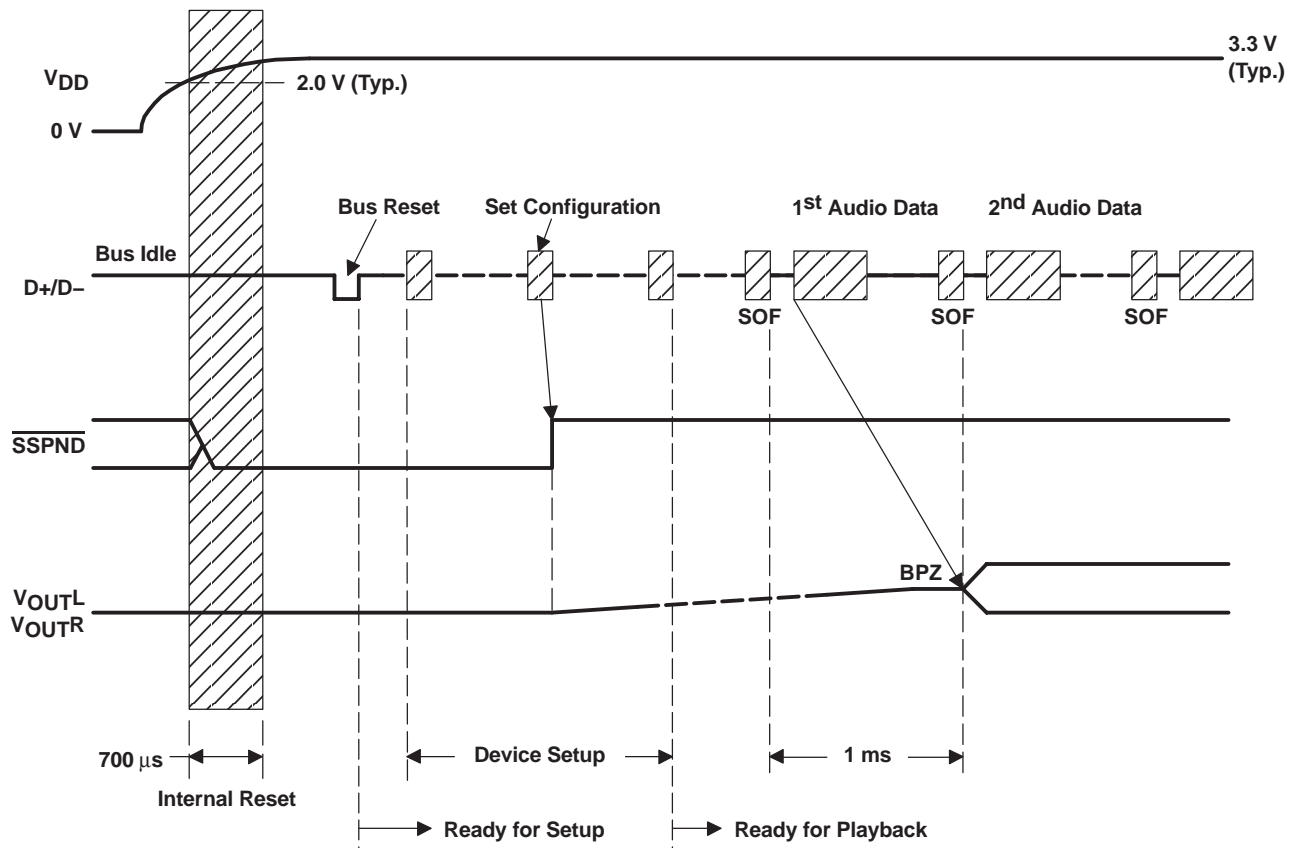 3.3 V
(Typ.)
VDD
2.0 V (Typ.)
0 V
Bus Reset
Set Configuration
1st Audio Data
2nd Audio Data
Bus Idle
D+/D–
SOF
SOF
SOF
SSPND
BPZ
VOUTL
VOUTR
700 μs
Device Setup
1 ms
Internal Reset
Ready for Setup
Ready for Playback